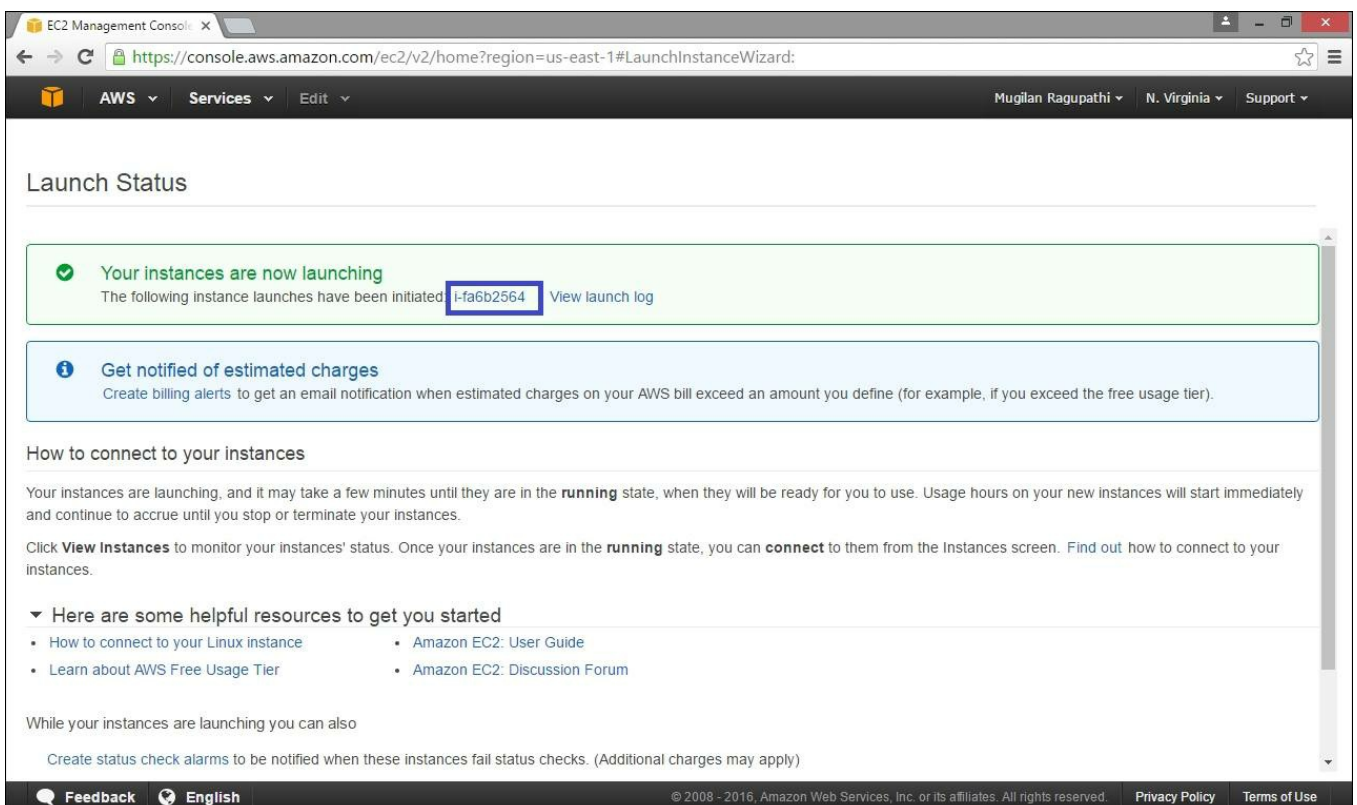 EC2 Management Console
https://console.aws.amazon.com/ec2/v2/home?region=us-east-1#LaunchInstanceWizard:
AWS Services Edit Mugilan Ragupathi N. Virginia Support
Launch Status
Your instances are now launching
The following instance launches have been initiated: i-fa6b2564 View launch log
Get notified of estimated charges
Create billing alerts to get an email notification when estimated charges on your AWS bill exceed an amount you define (for example, if you exceed the free usage tier).
How to connect to your instances
Your instances are launching, and it may take a few minutes until they are in the running state, when they will be ready for you to use. Usage hours on your new instances will start immediately
and continue to accrue until you stop or terminate your instances.
Click View Instances to monitor your instances' status. Once your instances are in the running state, you can connect to them from the Instances screen. Find out how to connect to your
instances.
Here are some helpful resources to get you started
• How to connect to your Linux instance • Amazon EC2: User Guide
• Learn about AWS Free Usage Tier • Amazon EC2: Discussion Forum
While your instances are launching you can also
Create status check alarms to be notified when these instances fail status checks. (Additional charges may apply)
Feedback English © 2008 - 2016, Amazon Web Services, Inc. or its affiliates. All rights reserved. Privacy Policy Terms of Use